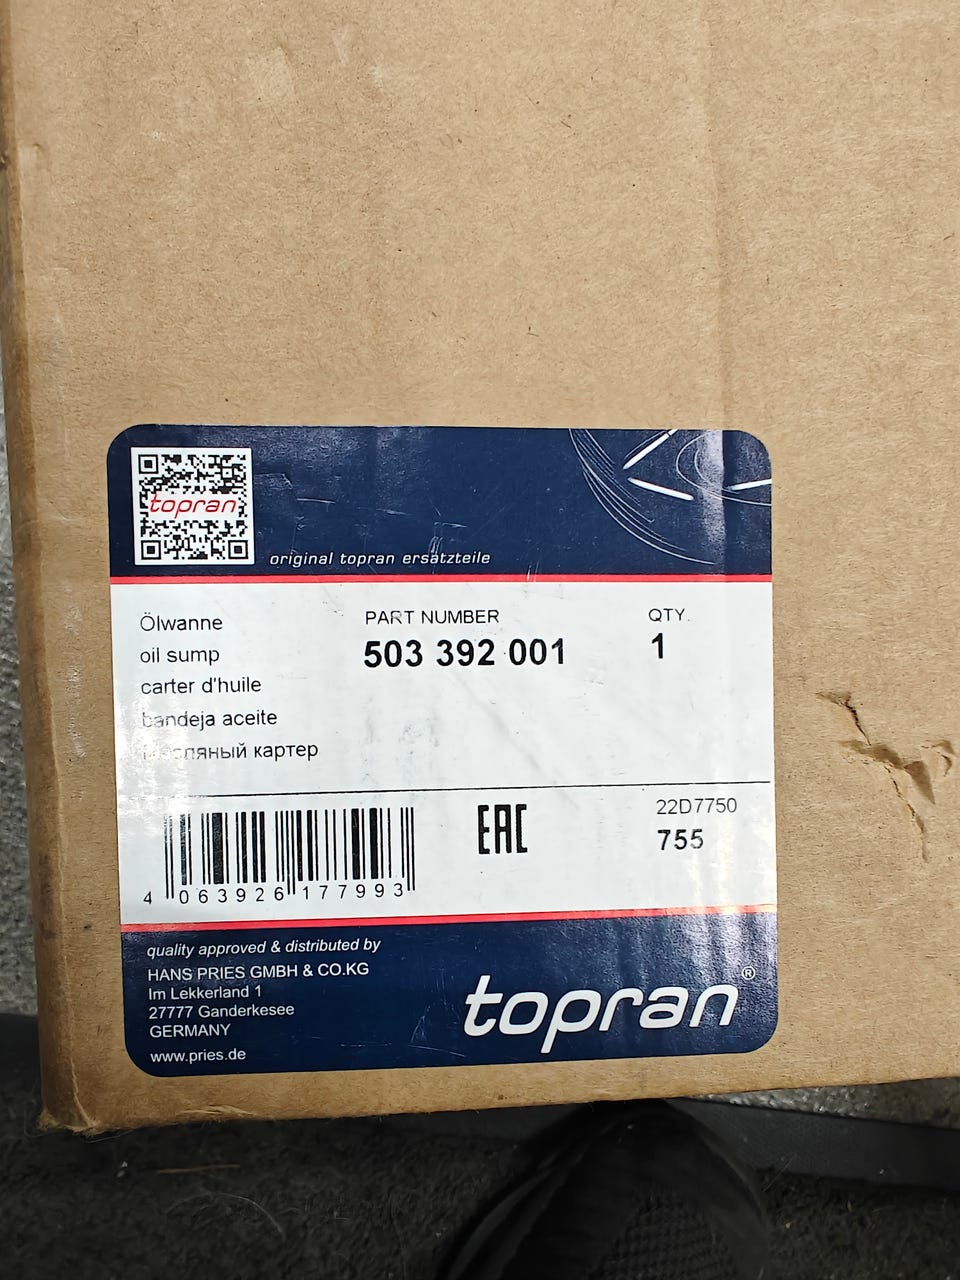 topran
original topran ersatzteile
Ölwanne
oil sump
carter d'huile
bandeja aceite
картер
PART NUMBER
503 392 001
QTY.
1
EAC
22D7750
755
4 063926 177993
quality approved & distributed by
HANS PRIES GMBH & CO.KG
Im Lekkerland 1
27777 Ganderkesee
GERMANY
www.pries.de
topran®